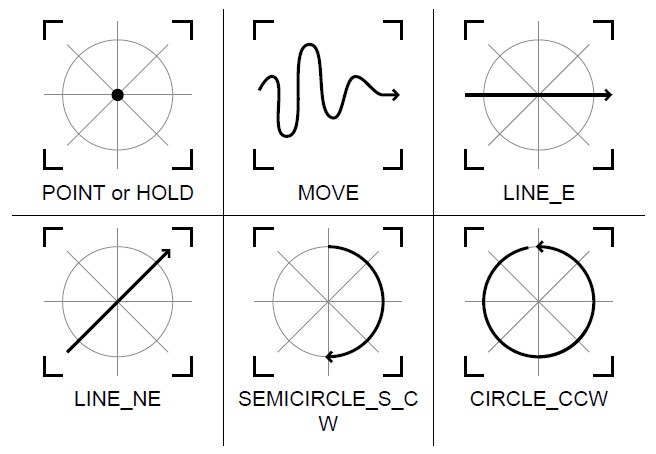 POINT or HOLD
MOVE
LINE_E
LINE_NE
SEMICIRCLE_S_C
W
CIRCLE_CCW